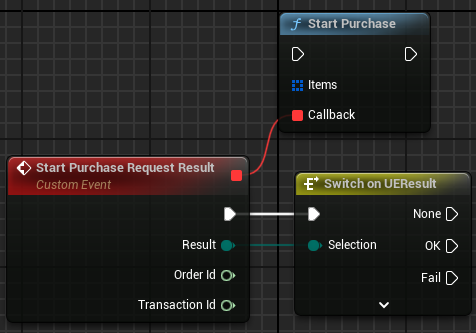 Start Purchase
Items
Callback
Start Purchase Request Result
Custom Event
Result
Order Id
Transaction Id
Switch on UEResult
None
Selection
OK
Fail